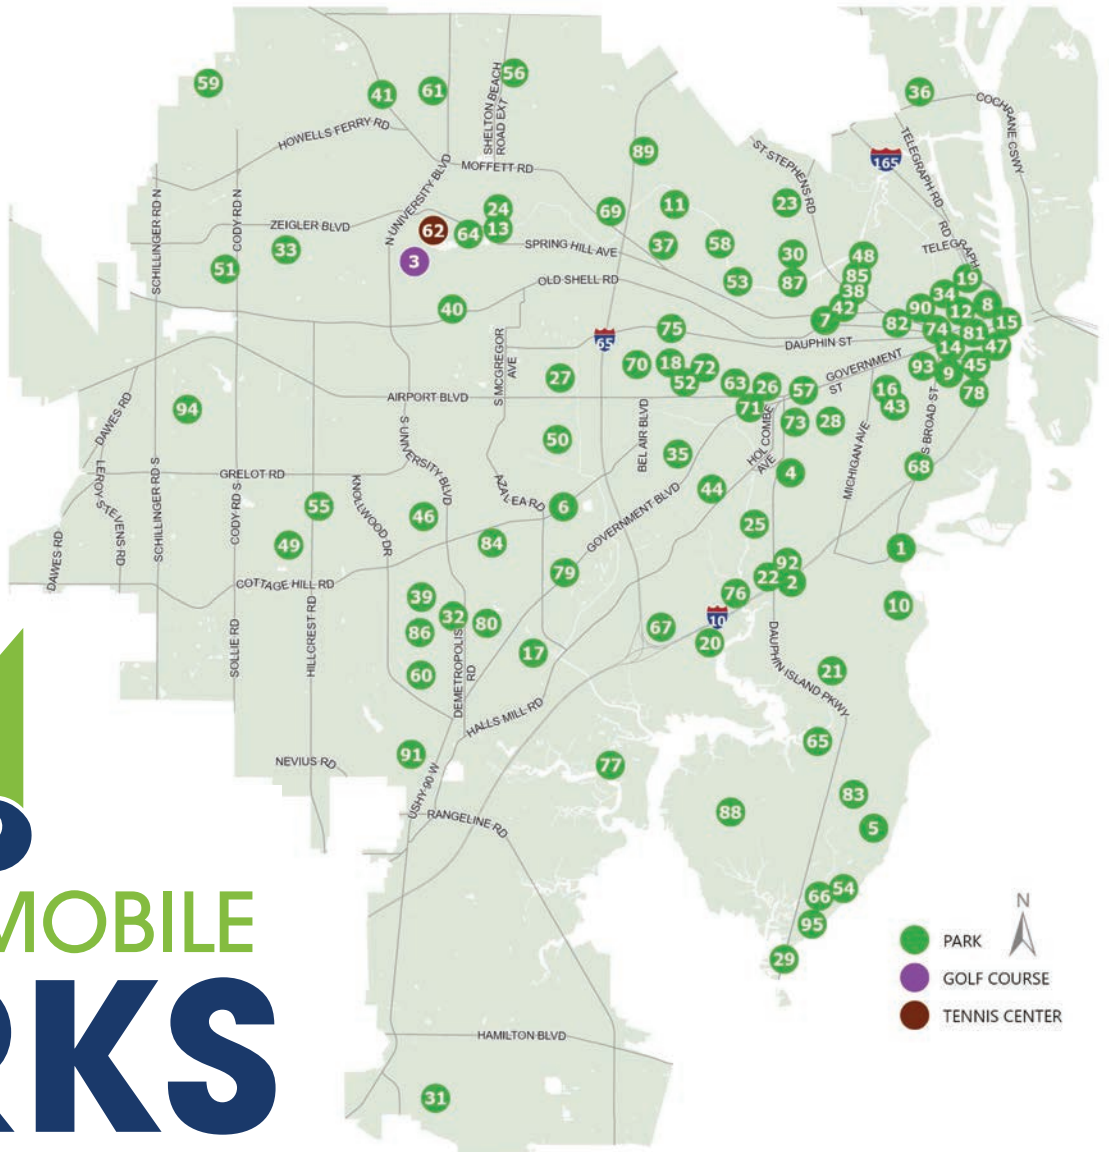 59
41
61
56
SHELTON BEACH
ROAD EXT
36
COCHRANE CSWY
HOWELLS FERRY RD
89
ST STEPHENS RD
165
TELEGRAPH RD
MOFFETT RD
N UNIVERSITY BLVD
SCHILLINGER RD N
CODY RD N
ZEIGLER BLVD
24
62
64
13
69
11
23
33
3
SPRING HILL AVE
37
58
30
48
TELEGRAPH
RD
51
OLD SHELL RD
53
87
85
38
19
34
40
42
90
12
8
7
82
74
81
15
S MCGREGOR
AVE
65
75
DAUPHIN ST
14
47
27
70
18
72
52
63
26
57
GOVERNMENT
ST
93
9
45
94
DAWES RD
AIRPORT BLVD
71
16
43
78
S UNIVERSITY BLVD
50
BEL AIR BLVD
73
28
HOLCOMBE
AVE
MICHIGAN AVE
S BROAD ST
35
LEROY STEVENS RD
SCHILLINGER RD S
GRELOT RD
CODY RD S
KNOLLWOOD DR
AZALEA RD
44
4
68
55
46
6
GOVERNMENT BLVD
25
49
84
1
DAWES RD
COTTAGE HILL RD
79
92
22
2
76
39
10
10
32
80
86
67
20
SOLLIE RD
HILLCREST RD
DEMETROPOLIS
RD
17
60
DAUPHIN ISLAND PKWY
21
HALLS MILL RD
65
91
NEVIUS RD
77
USHY 90 W
83
88
RANGELINE RD
5
66
54
MOBILE
95
N
PARK
29
GOLF COURSE
RKS
TENNIS CENTER
HAMILTON BLVD
31